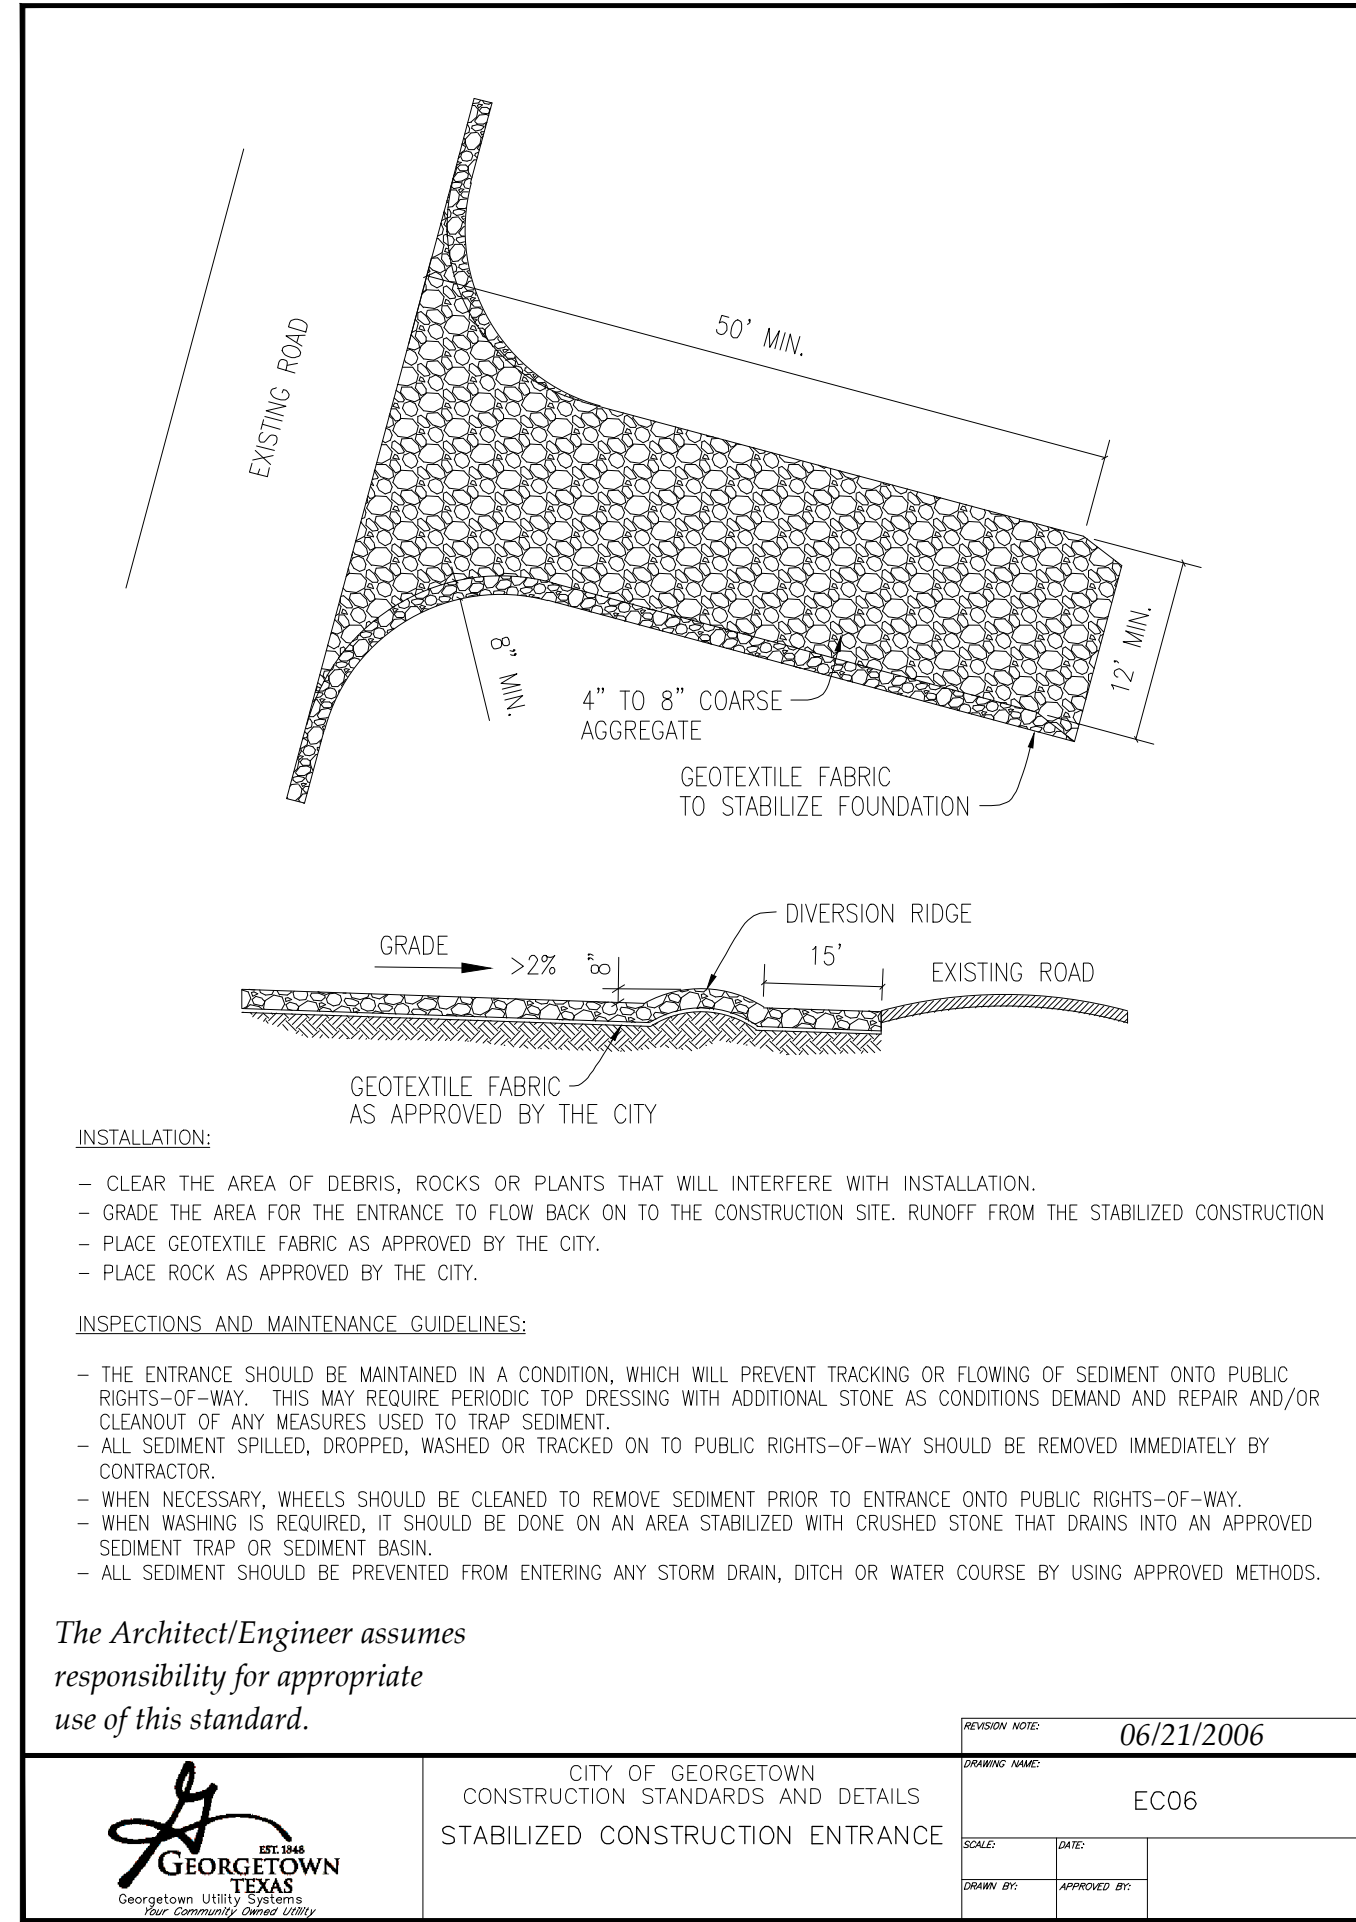 EXISTING ROAD
50' MIN.
12' MIN.
8" MIN.
4" TO 8" COARSE
AGGREGATE
GEOTEXTILE FABRIC
TO STABILIZE FOUNDATION
DIVERSION RIDGE
GRADE
>2%
8"
15'
EXISTING ROAD
GEOTEXTILE FABRIC
AS APPROVED BY THE CITY
INSTALLATION:
– CLEAR THE AREA OF DEBRIS, ROCKS OR PLANTS THAT WILL INTERFERE WITH INSTALLATION.
– GRADE THE AREA FOR THE ENTRANCE TO FLOW BACK ON TO THE CONSTRUCTION SITE. RUNOFF FROM THE STABILIZED CONSTRUCTION
– PLACE GEOTEXTILE FABRIC AS APPROVED BY THE CITY.
– PLACE ROCK AS APPROVED BY THE CITY.
INSPECTIONS AND MAINTENANCE GUIDELINES:
– THE ENTRANCE SHOULD BE MAINTAINED IN A CONDITION, WHICH WILL PREVENT TRACKING OR FLOWING OF SEDIMENT ONTO PUBLIC
RIGHTS–OF–WAY. THIS MAY REQUIRE PERIODIC TOP DRESSING WITH ADDITIONAL STONE AS CONDITIONS DEMAND AND REPAIR AND/OR
CLEANOUT OF ANY MEASURES USED TO TRAP SEDIMENT.
– ALL SEDIMENT SPILLED, DROPPED, WASHED OR TRACKED ON TO PUBLIC RIGHTS–OF–WAY SHOULD BE REMOVED IMMEDIATELY BY
CONTRACTOR.
– WHEN NECESSARY, WHEELS SHOULD BE CLEANED TO REMOVE SEDIMENT PRIOR TO ENTRANCE ONTO PUBLIC RIGHTS–OF–WAY.
– WHEN WASHING IS REQUIRED, IT SHOULD BE DONE ON AN AREA STABILIZED WITH CRUSHED STONE THAT DRAINS INTO AN APPROVED
SEDIMENT TRAP OR SEDIMENT BASIN.
– ALL SEDIMENT SHOULD BE PREVENTED FROM ENTERING ANY STORM DRAIN, DITCH OR WATER COURSE BY USING APPROVED METHODS.
The Architect/Engineer assumes
responsibility for appropriate
use of this standard.
REVISION NOTE:
06/21/2006
EST. 1848
GEORGETOWN
TEXAS
Georgetown Utility Systems
Your Community Owned Utility
CITY OF GEORGETOWN
CONSTRUCTION STANDARDS AND DETAILS
STABILIZED CONSTRUCTION ENTRANCE
DRAWING NAME:
EC06
SCALE:
DATE:
DRAWN BY:
APPROVED BY: